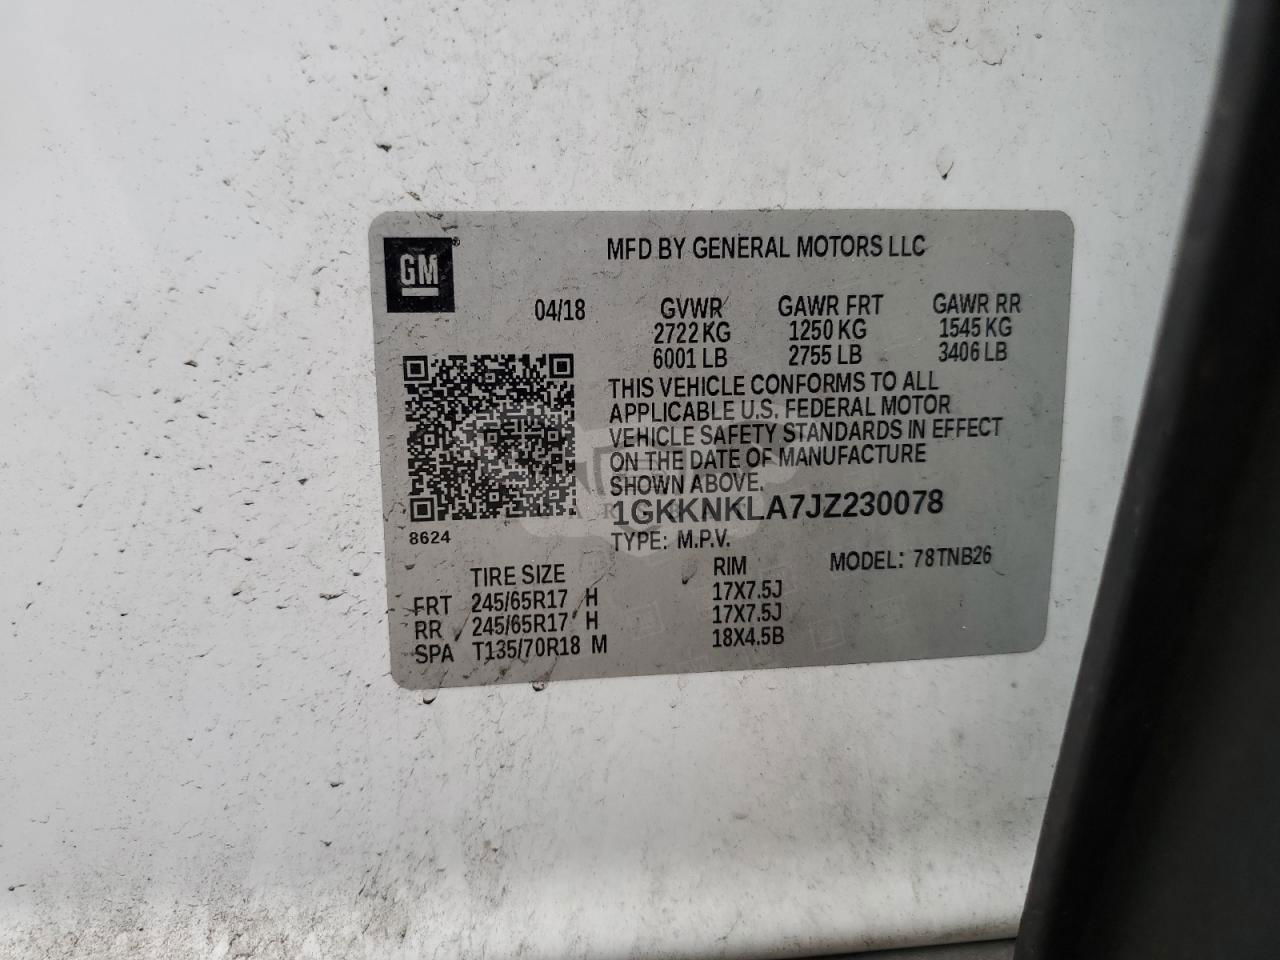 GM®
MFD BY GENERAL MOTORS LLC
04/18 GVWR GAWR FRT GAWR RR
2722 KG 1250 KG 1545 KG
6001 LB 2755 LB 3406 LB
THIS VEHICLE CONFORMS TO ALL
APPLICABLE U.S. FEDERAL MOTOR
VEHICLE SAFETY STANDARDS IN EFFECT
ON THE DATE OF MANUFACTURE
SHOWN ABOVE.
1GKKNKLA7JZ230078
8624
TYPE: M.P.V.
MODEL: 78TNB26
TIRE SIZE RIM
FRT 245/65R17 H 17X7.5J
RR 245/65R17 H 17X7.5J
SPA T135/70R18 M 18X4.5B